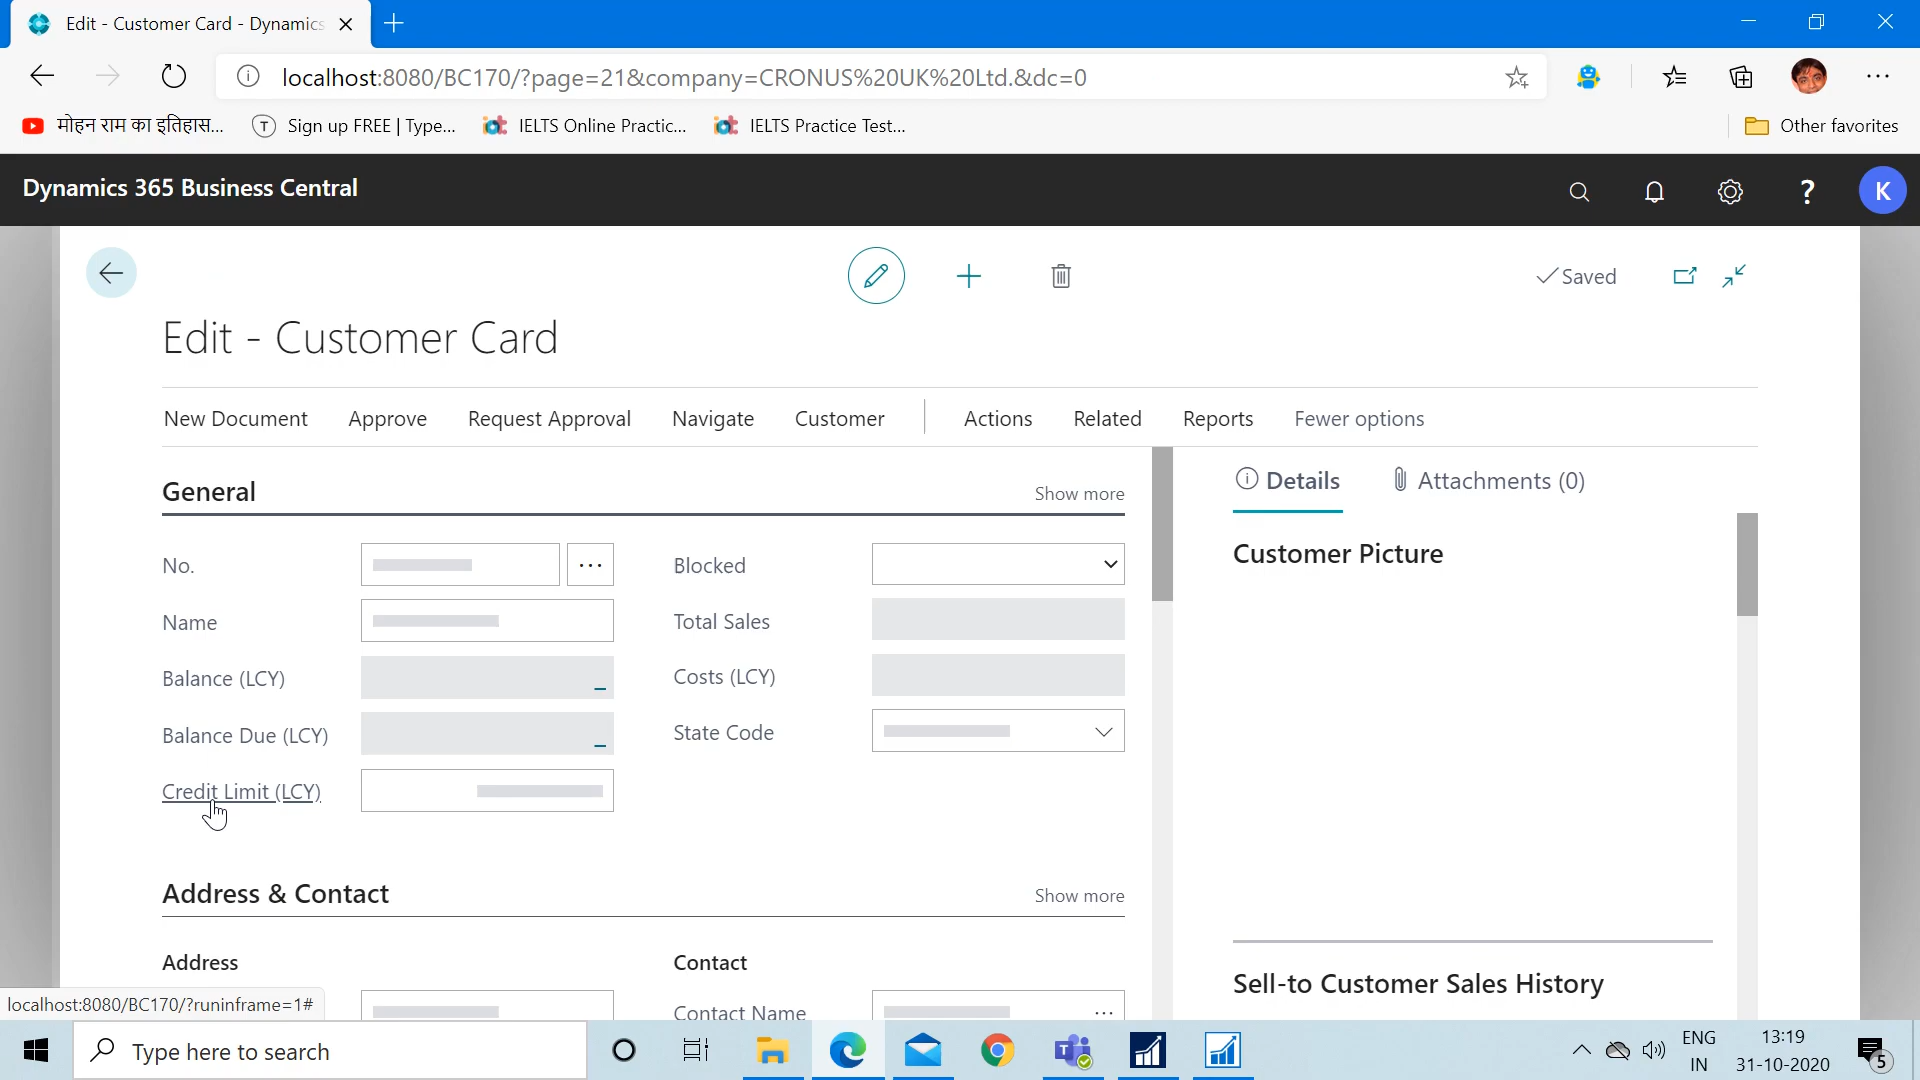 Edit - Customer Card - Dynamics
localhost:8080/BC170/?page=21&company=CRONUS%20UK%20Ltd.&dc=0
मोहन राम का इतिहास...
T Sign up FREE | Type...
IELTS Online Practic...
IELTS Practice Test...
Other favorites
Dynamics 365 Business Central
? K
Saved
Edit - Customer Card
New Document Approve Request Approval Navigate Customer Actions Related Reports Fewer options
General Show more
No. ...
Name
Balance (LCY)
Balance Due (LCY)
Credit Limit (LCY)
Blocked
Total Sales
Costs (LCY)
State Code
Address & Contact Show more
Address
Contact
Contact Name ...
Details Attachments (0)
Customer Picture
Sell-to Customer Sales History
localhost:8080/BC170/?runinframe=1#
Type here to search
ENG
IN
13:19
31-10-2020
5